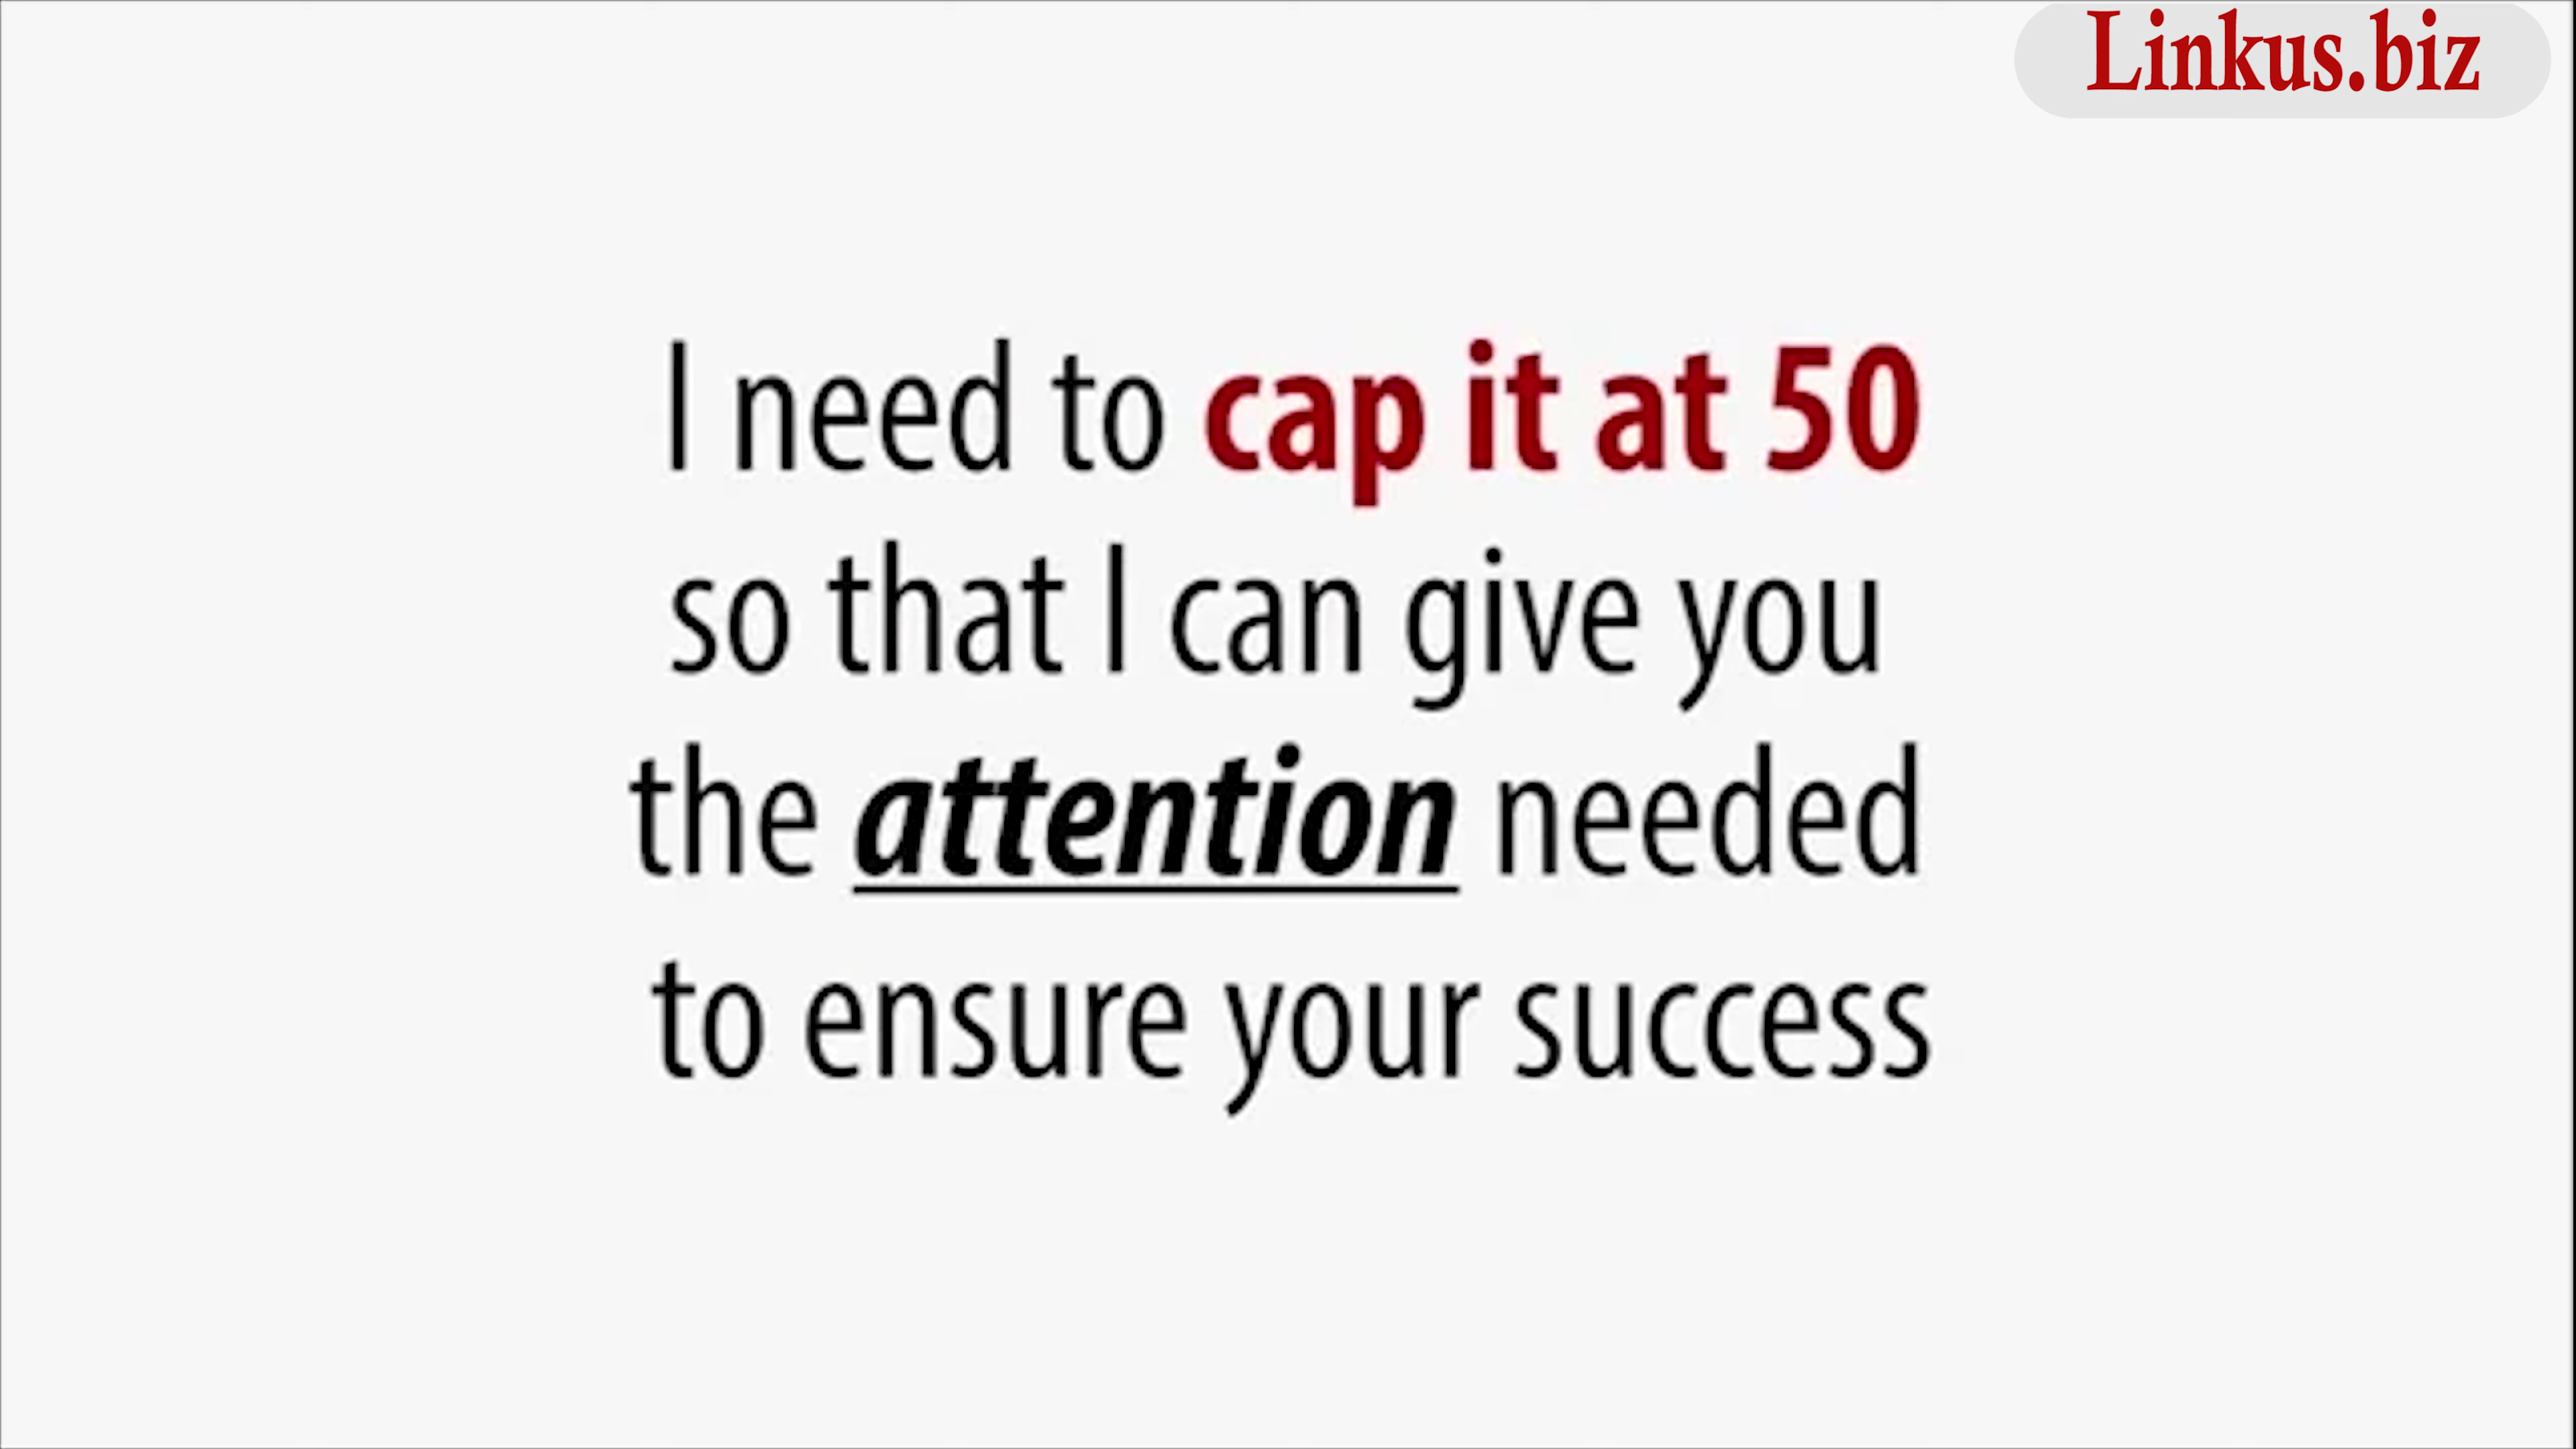 Linkus.biz
I need to cap it at 50
so that I can give you
the attention needed
to ensure your success